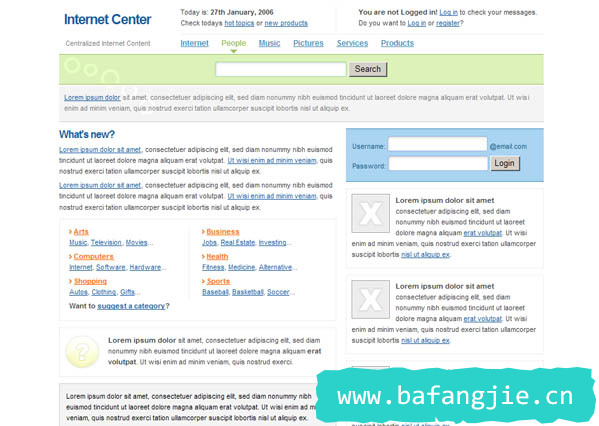 Internet Center
Today is: 27th January, 2006
Check todays hot topics or new products
You are not Logged in! Log in to check your messages.
Do you want to Log in or register?
Centralized Internet Content
Internet People Music Pictures Services Products
Search
Lorem ipsum dolor sit amet, consectetuer adipiscing elit, sed diam nonummy nibh euismod tincidunt ut laoreet dolore magna aliquam erat volutpat. Ut wisi
enim ad minim veniam, quis nostrud exerci tation ullamcorper suscipit lobortis nisl ut aliquip ex.
What's new?
Lorem ipsum dolor sit amet, consectetuer adipiscing elit, sed diam nonummy nibh euismod
tincidunt ut laoreet dolore magna aliquam erat volutpat. Ut wisi enim ad minim veniam, quis
nostrud exerci tation ullamcorper suscipit lobortis nisl ut aliquip ex.
Lorem ipsum dolor sit amet, consectetuer adipiscing elit, sed diam nonummy nibh euismod
tincidunt ut laoreet dolore magna aliquam erat volutpat. Ut wisi enim ad minim veniam, quis
nostrud exerci tation ullamcorper suscipit lobortis nisl ut aliquip ex.
Arts
Music, Television, Movies...
Business
Jobs, Real Estate, Investing...
Computers
Internet, Software, Hardware...
Health
Fitness, Medicine, Alternative...
Shopping
Autos, Clothing, Gifts...
Sports
Baseball, Basketball, Soccer...
Want to suggest a category?
?
Lorem ipsum dolor sit amet, consectetuer adipiscing elit, sed diam
nonummy nibh euismod tincidunt ut laoreet dolore magna aliquam erat
volutpat. Ut wisi enim ad minim veniam, quis nostrud exerci.
Lorem ipsum dolor sit amet, consectetuer adipiscing elit, sed diam nonummy nibh
euismod tincidunt ut laoreet dolore magna aliquam erat volutpat. Ut wisi enim ad
minim veniam, quis nostrud exerci tation ullamcorper suscipit lobortis nisl ut
Username: @email.com
Password: Login
X
Lorem ipsum dolor sit amet
consectetuer adipiscing elit, sed diam nonummy
nibh euismod tincidunt ut laoreet dolore
magna aliquam erat volutpat. Ut wisi
enim ad minim veniam, quis nostrud exerci tation ullamcorper
suscipit lobortis nisl ut aliquip ex.
X
Lorem ipsum dolor sit amet
consectetuer adipiscing elit, sed diam nonummy
nibh euismod tincidunt ut laoreet dolore
magna aliquam erat volutpat. Ut wisi
enim ad minim veniam, quis nostrud exerci tation ullamcorper
suscipit lobortis nisl ut aliquip ex.
www.bafangjie.cn